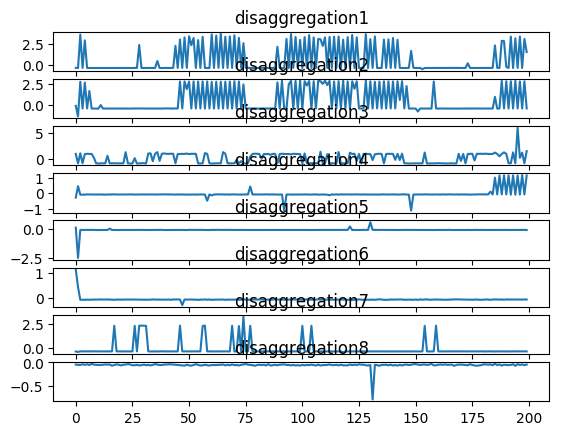 disaggregation1
2.5
0.0
disaggregation2
2.5
0.0
disaggregation3
5
0
disaggregation4
1
0
−1
disaggregation5
0.0
−2.5
disaggregation6
1
0
disaggregation7
2.5
0.0
disaggregation8
0.0
−0.5
0 25 50 75 100 125 150 175 200